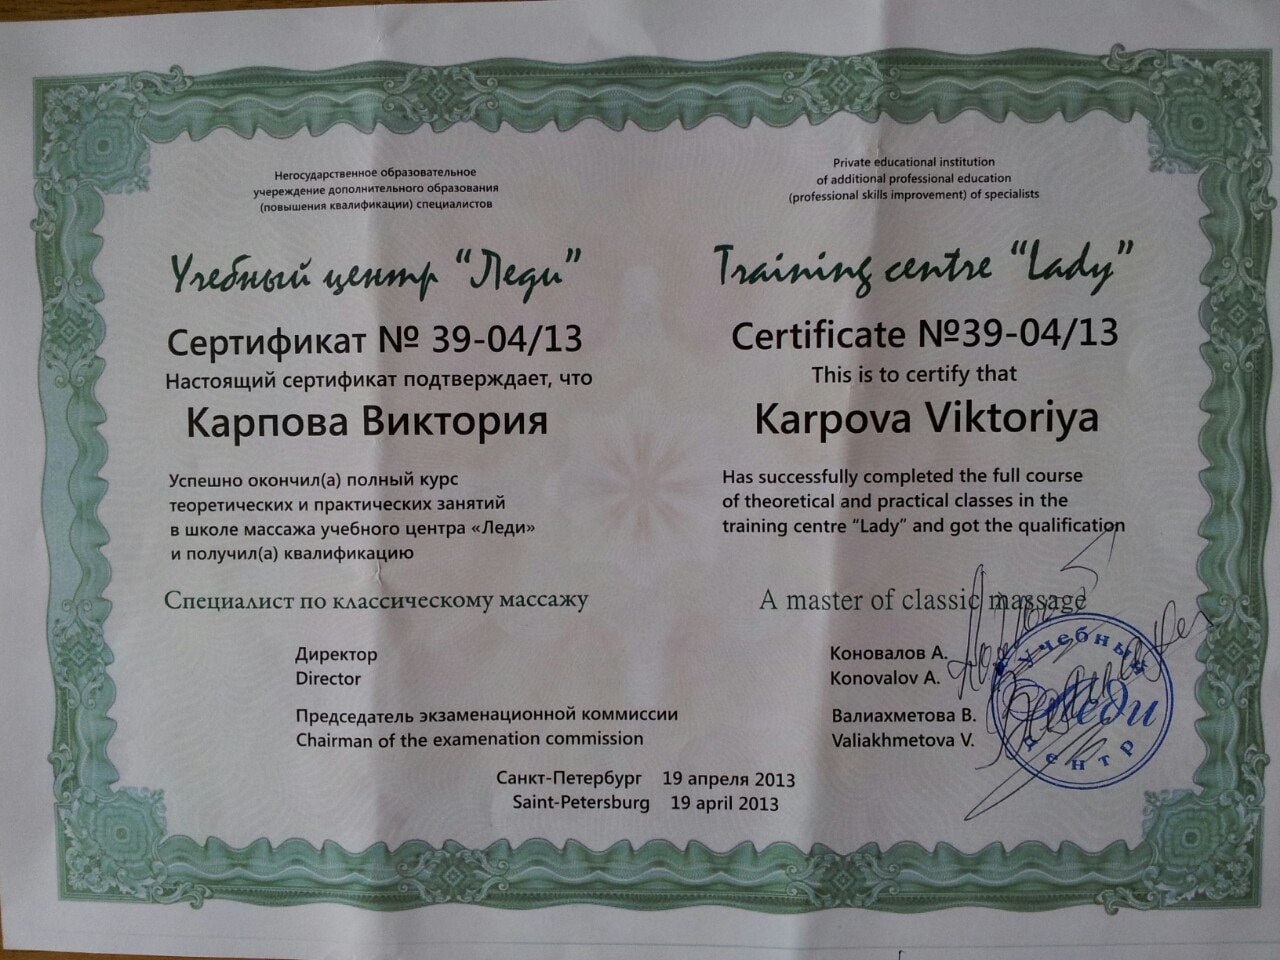 Негосударственное образовательное
учереждение дополнительного образования
(повышения квалификации) специалистов
Учебный центр “Леди”
Сертификат № 39-04/13
Настоящий сертификат подтверждает, что
Карпова Виктория
Успешно окончил(а) полный курс
теоретических и практических занятий
в школе массажа учебного центра «Леди»
и получил(а) квалификацию
Специалист по классическому массажу
Private educational institution
of additional professional education
(professional skills improvement) of specialists
Training centre “Lady”
Certificate №39-04/13
This is to certify that
Karpova Viktoriya
Has successfully completed the full course
of theoretical and practical classes in the
training centre “Lady” and got the qualification
A master of classic massage
Директор
Director
Коновалов А.
Konovalov A.
Председатель экзаменационной коммиссии
Chairman of the examenation commission
Валиахметова В.
Valiakhmetova V.
учебный
Леди
центр
Санкт-Петербург 19 апреля 2013
Saint-Petersburg 19 april 2013